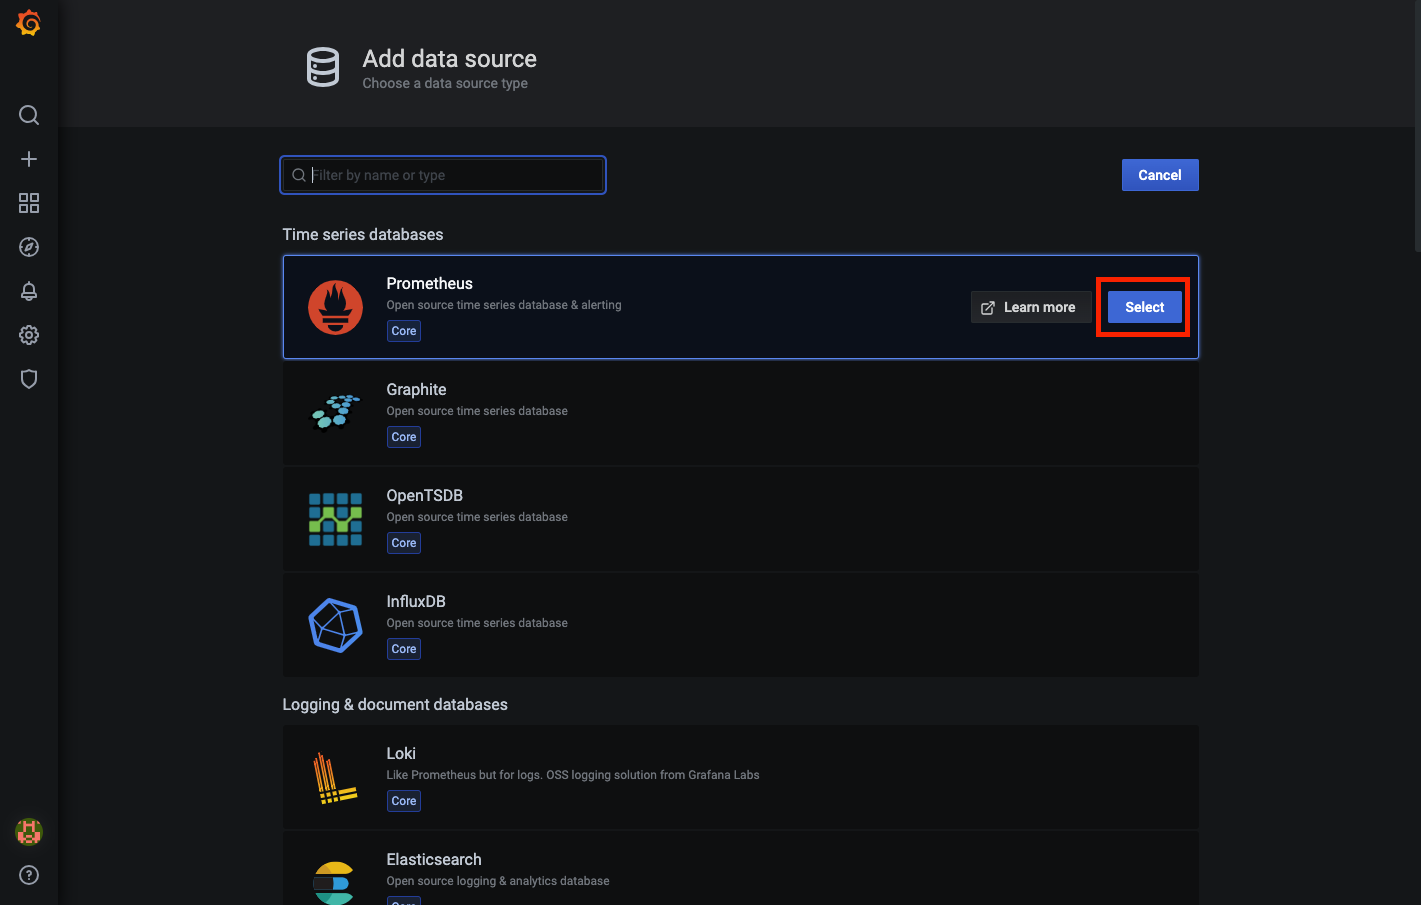 Add data source
Choose a data source type
Filter by name or type
Cancel
Time series databases
Prometheus
Open source time series database & alerting
Core
Learn more
Select
Graphite
Open source time series database
Core
OpenTSDB
Open source time series database
Core
InfluxDB
Open source time series database
Core
Logging & document databases
Loki
Like Prometheus but for logs. OSS logging solution from Grafana Labs
Core
Elasticsearch
Open source logging & analytics database
Core